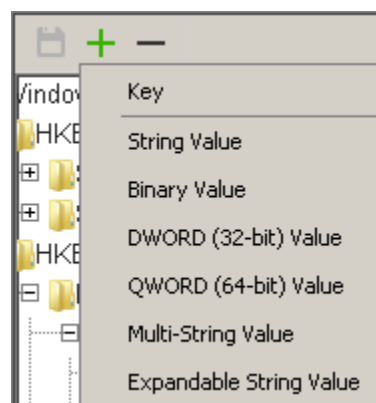 Key
String Value
Binary Value
DWORD (32-bit) Value
QWORD (64-bit) Value
Multi-String Value
Expandable String Value